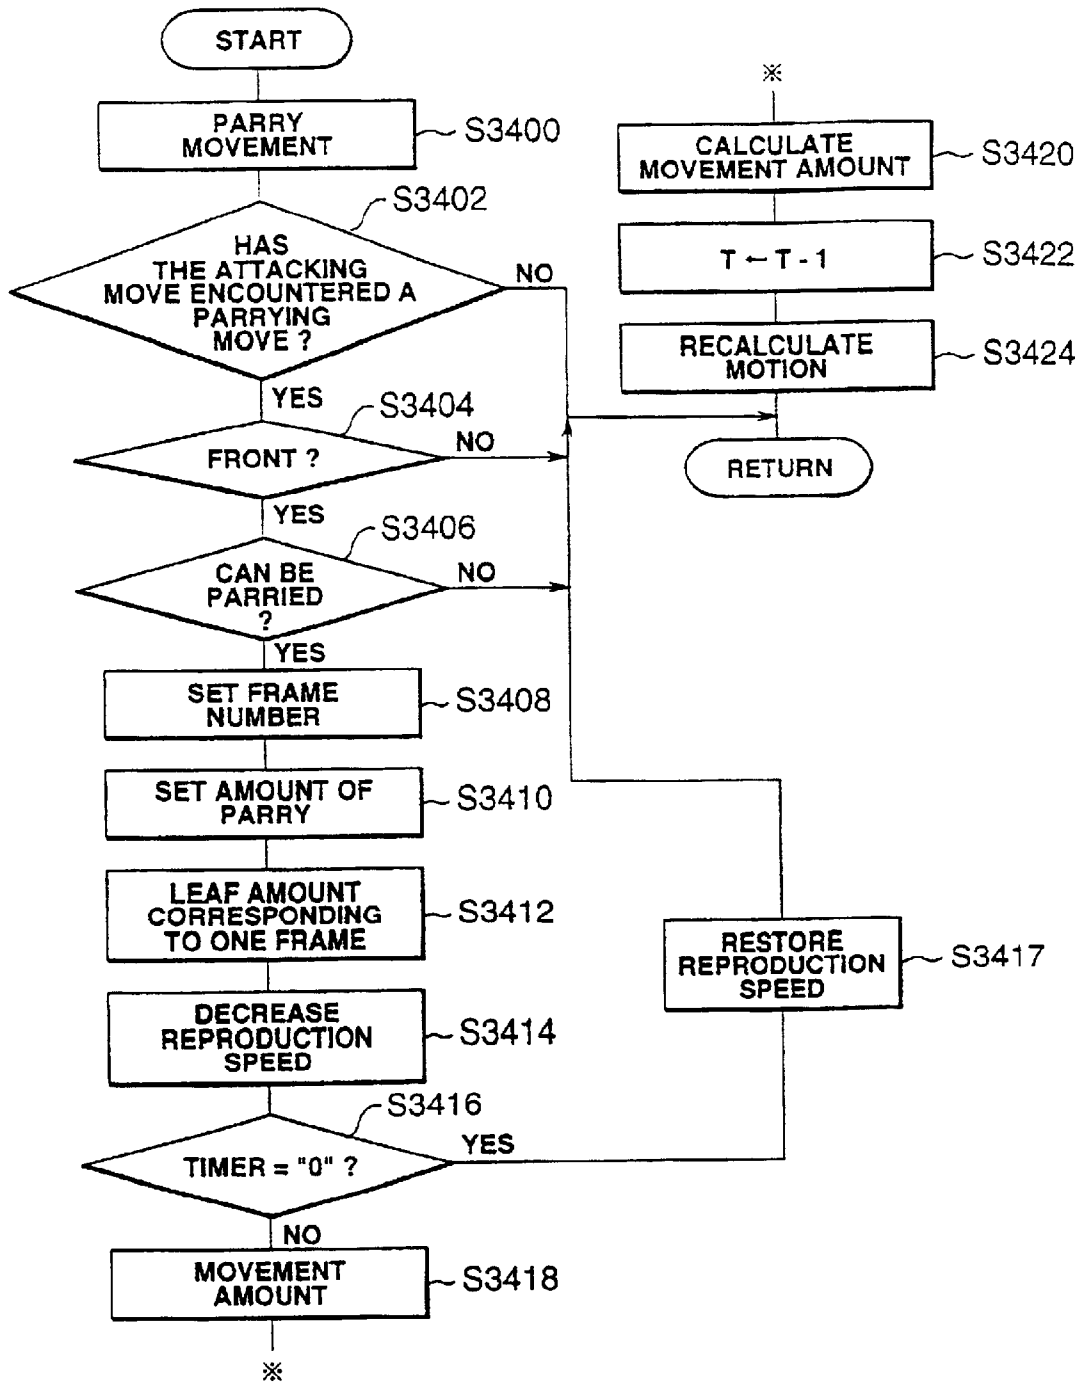 START
PARRY
MOVEMENT
S3400
S3402
HAS
THE ATTACKING
MOVE ENCOUNTERED A
PARRYING
MOVE ?
NO
YES
S3404
FRONT ?
NO
YES
S3406
CAN BE
PARRIED
?
NO
YES
SET FRAME
NUMBER
S3408
SET AMOUNT OF
PARRY
S3410
LEAF AMOUNT
CORRESPONDING
TO ONE FRAME
S3412
DECREASE
REPRODUCTION
SPEED
S3414
S3416
TIMER = "0" ?
YES
NO
MOVEMENT
AMOUNT
S3418
※
※
CALCULATE
MOVEMENT AMOUNT
S3420
T ← T - 1
S3422
RECALCULATE
MOTION
S3424
RETURN
RESTORE
REPRODUCTION
SPEED
S3417